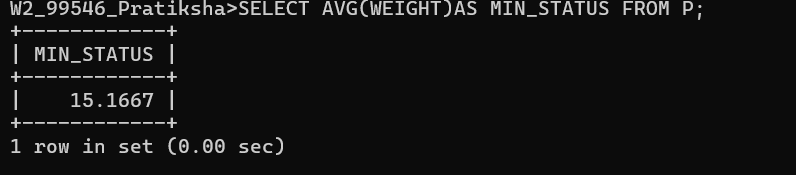 W2_99546_Pratiksha>SELECT AVG(WEIGHT)AS MIN_STATUS FROM P;
+------------+
| MIN_STATUS |
+------------+
|    15.1667 |
+------------+
1 row in set (0.00 sec)